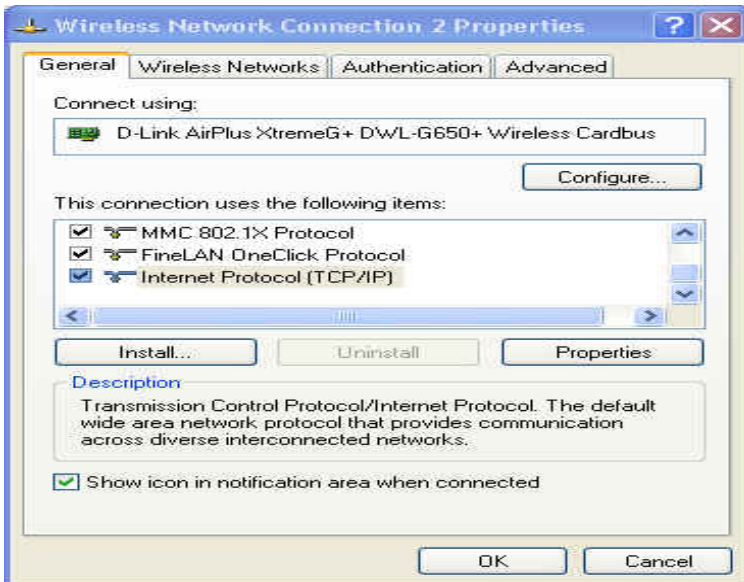 Wireless Network Connection 2 Properties
General Wireless Networks Authentication Advanced
Connect using:
D-Link AirPlus XtremeG+ DWL-G650+ Wireless Cardbus
Configure...
This connection uses the following items:
MMC 802.1X Protocol
FineLAN OneClick Protocol
Internet Protocol (TCP/IP)
Install... Uninstall Properties
Description
Transmission Control Protocol/Internet Protocol. The default
wide area network protocol that provides communication
across diverse interconnected networks.
Show icon in notification area when connected
OK Cancel